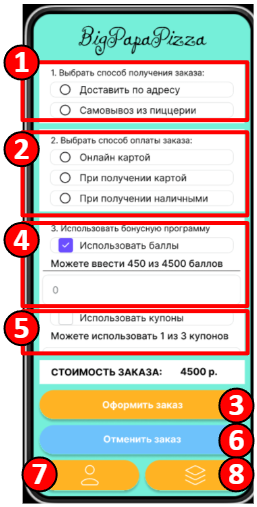 BigPapaPizza
1
1. Выбрать способ получения заказа:
Доставить по адресу
Самовывоз из пиццерии
2
2. Выбрать способ оплаты заказа:
Онлайн картой
При получении картой
При получении наличными
4
3. Использовать бонусную программу
Использовать баллы
Можете ввести 450 из 4500 баллов
0
5
Использовать купоны
Можете использовать 1 из 3 купонов
СТОИМОСТЬ ЗАКАЗА: 4500 р.
Оформить заказ 3
Отменить заказ 6
7 8